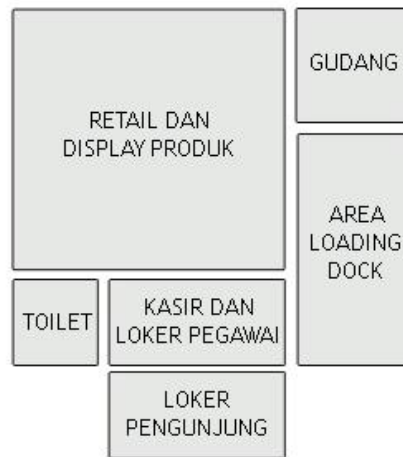 RETAIL DAN
DISPLAY PRODUK
GUDANG
AREA
LOADING
DOCK
TOILET
KASIR DAN
LOKER PEGAWAI
LOKER
PENGUNJUNG